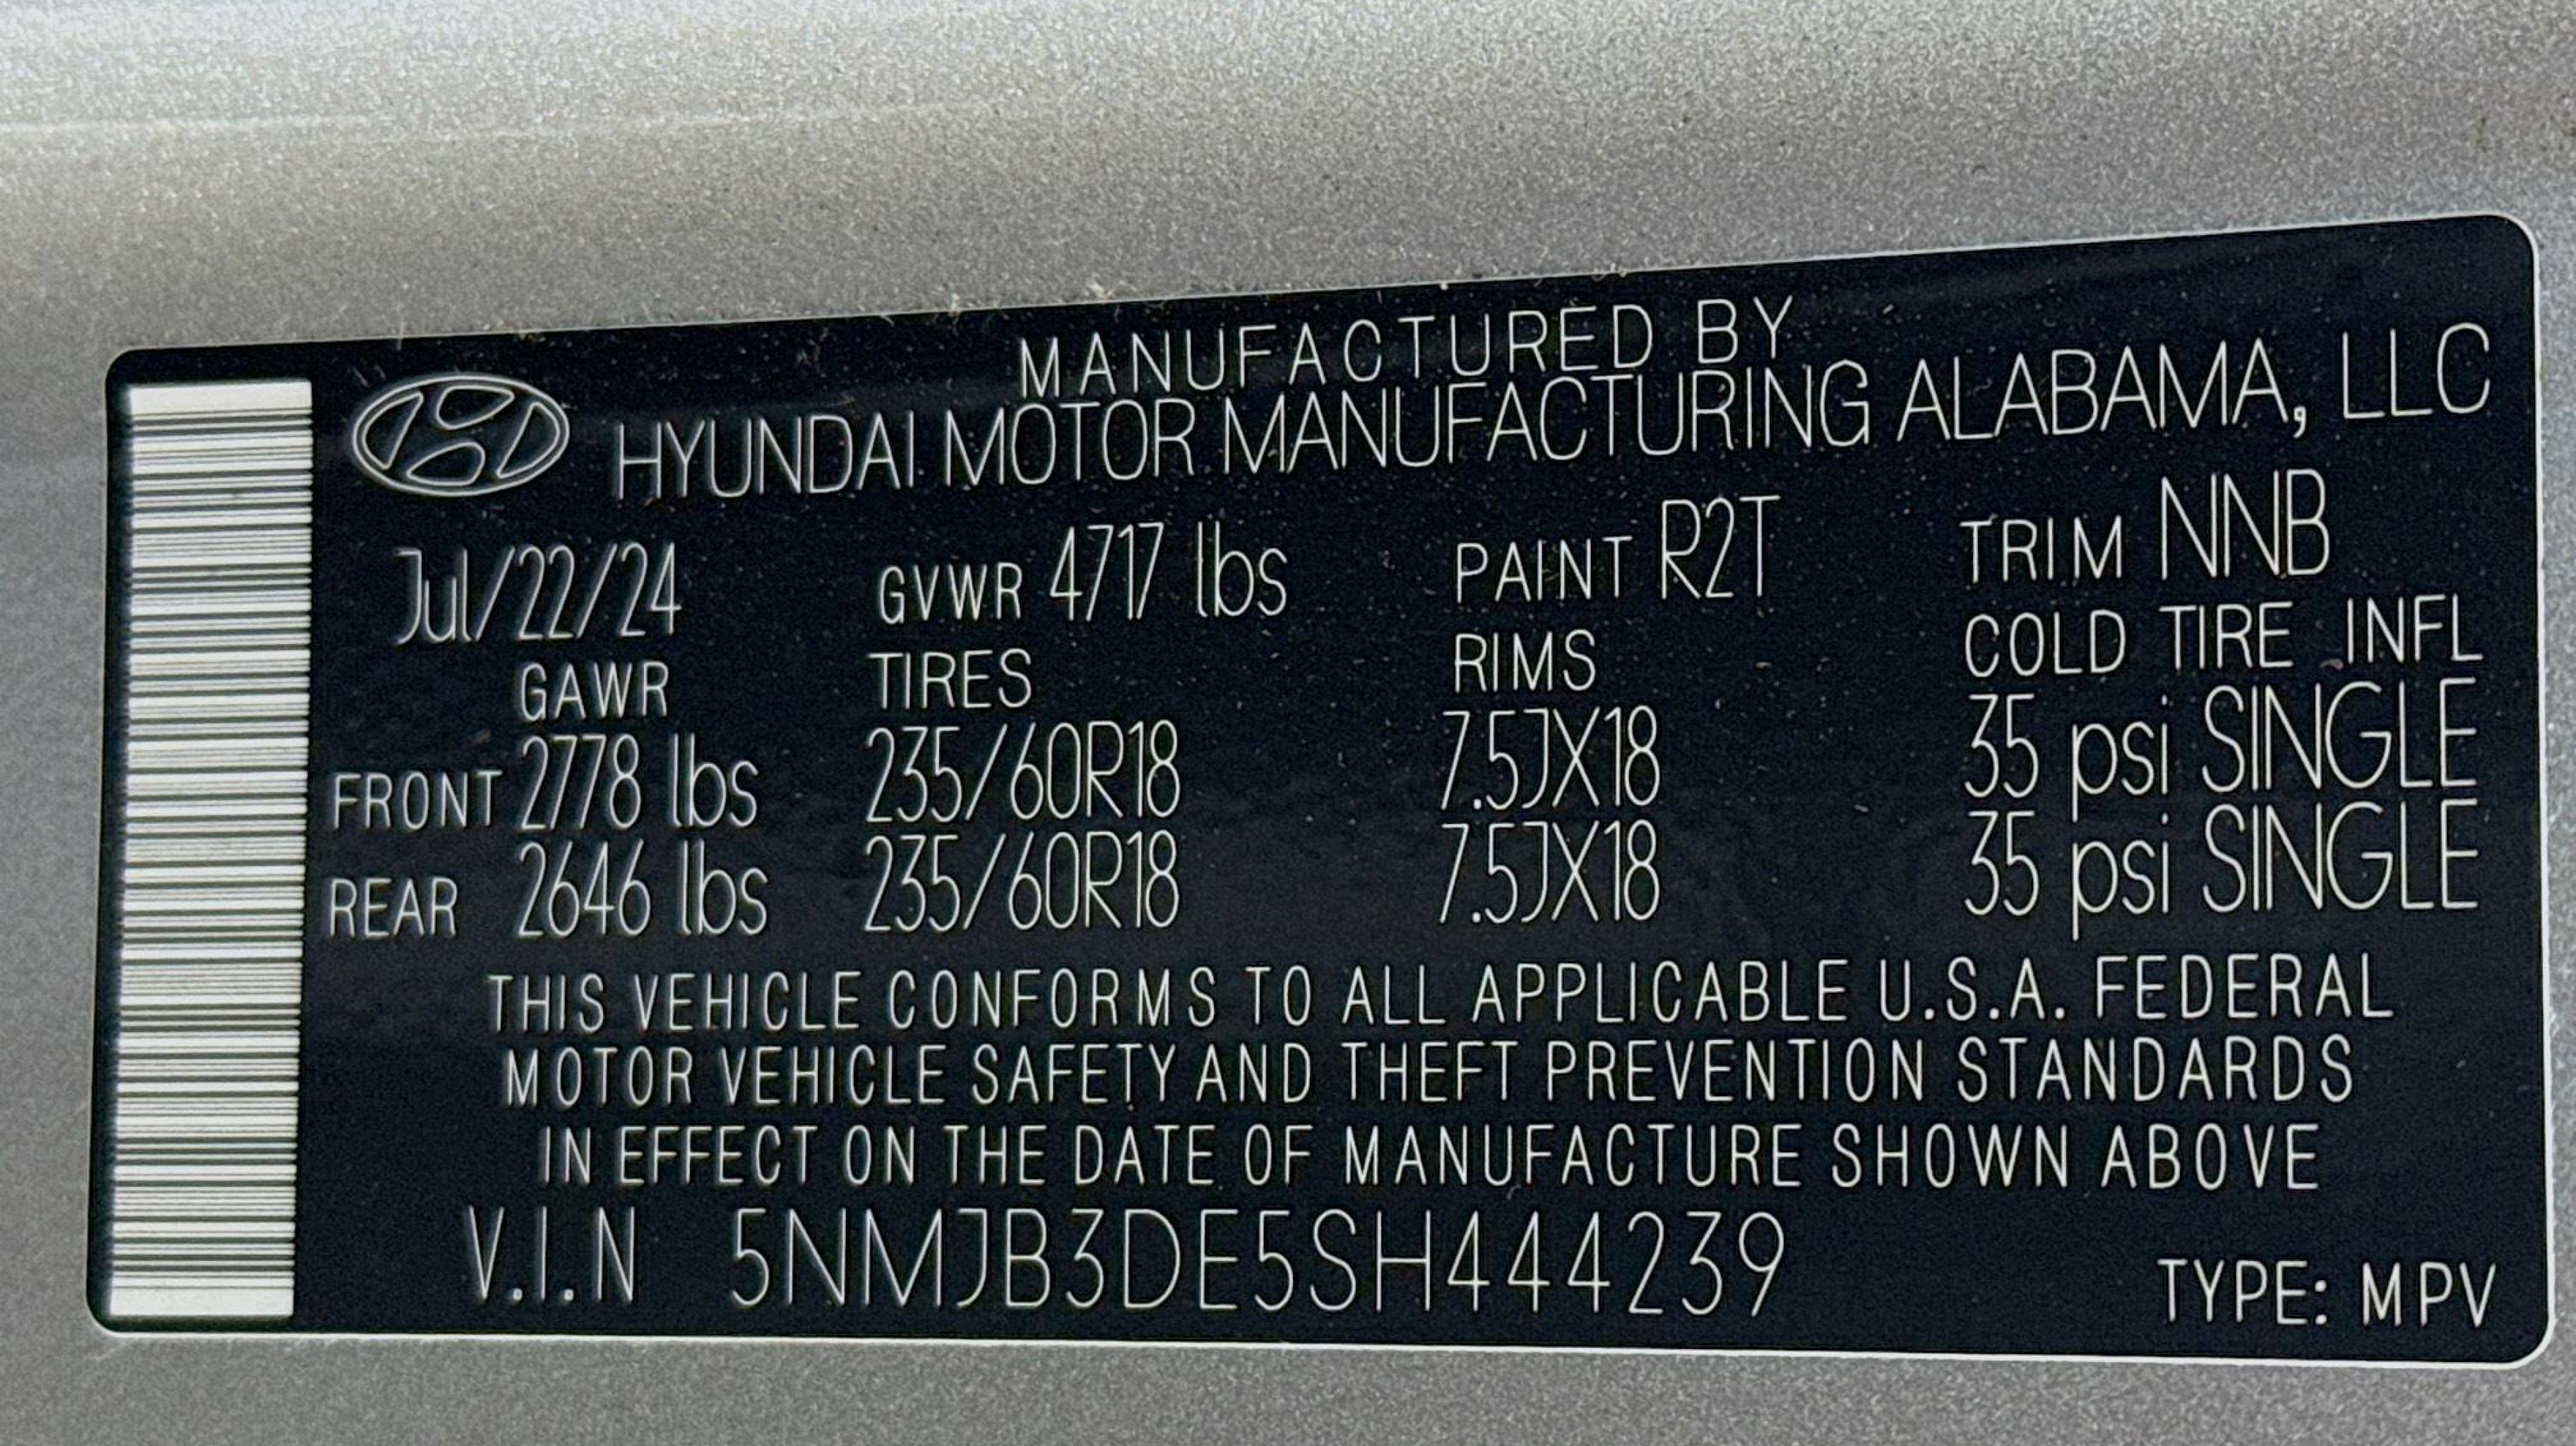 MANUFACTURED BY
HYUNDAI MOTOR MANUFACTURING ALABAMA, LLC
Jul/22/24 GVWR 4717 lbs PAINT R2T TRIM NNB
GAWR TIRES RIMS COLD TIRE INFL
FRONT 2778 lbs 235/60R18 7.5JX18 35 psi SINGLE
REAR 2646 lbs 235/60R18 7.5JX18 35 psi SINGLE
THIS VEHICLE CONFORMS TO ALL APPLICABLE U.S.A. FEDERAL
MOTOR VEHICLE SAFETY AND THEFT PREVENTION STANDARDS
IN EFFECT ON THE DATE OF MANUFACTURE SHOWN ABOVE
V.I.N 5NMJB3DE5SH444239 TYPE: MPV